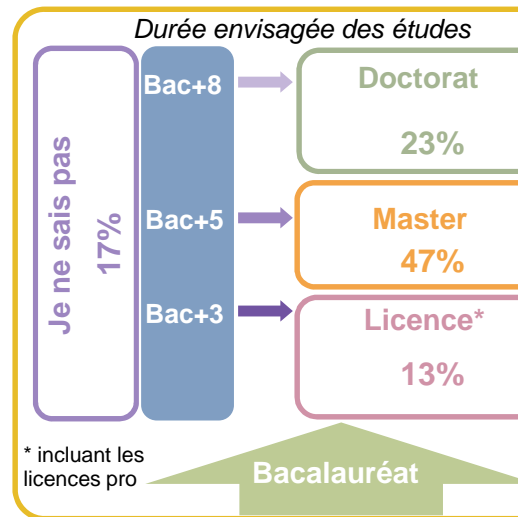 Durée envisagée des études
Je ne sais pas
17%
Bac+8
Doctorat
23%
Bac+5
Master
47%
Bac+3
Licence*
13%
* incluant les
licences pro
Bacalauréat